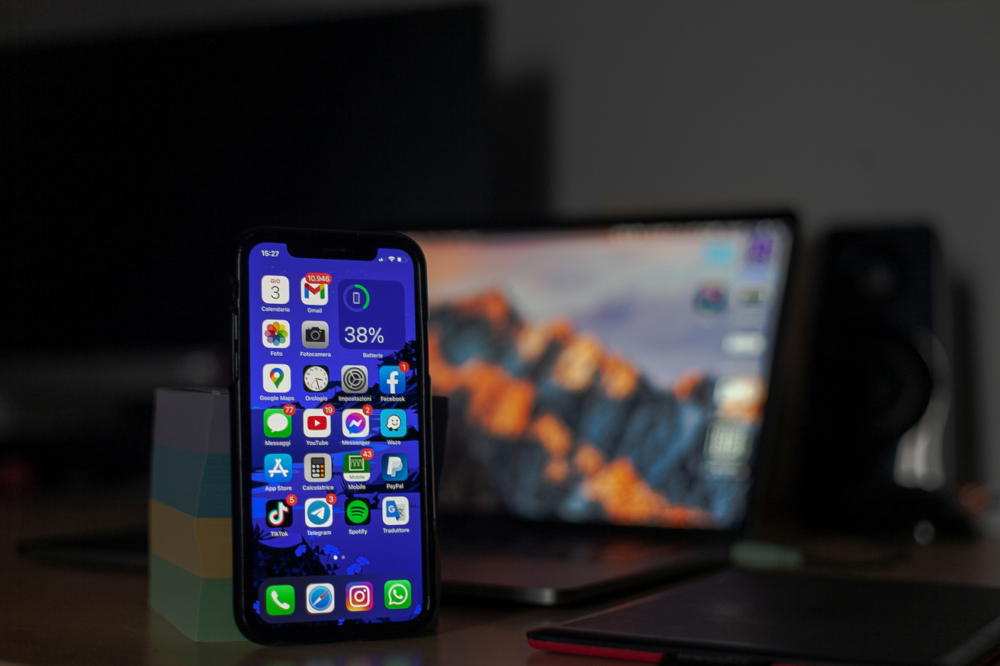 15:27
GIO
3
Calendario
10.946
Gmail
38%
Batterie
Foto
Fotocamera
Google Maps
Orologio
Impostazioni
1
Facebook
77
Messaggi
19
YouTube
2
Messenger
Waze
App Store
Calcolatrice
43
Mobile
Mobile
PayPal
5
TikTok
3
Telegram
Spotify
G
Traduttore